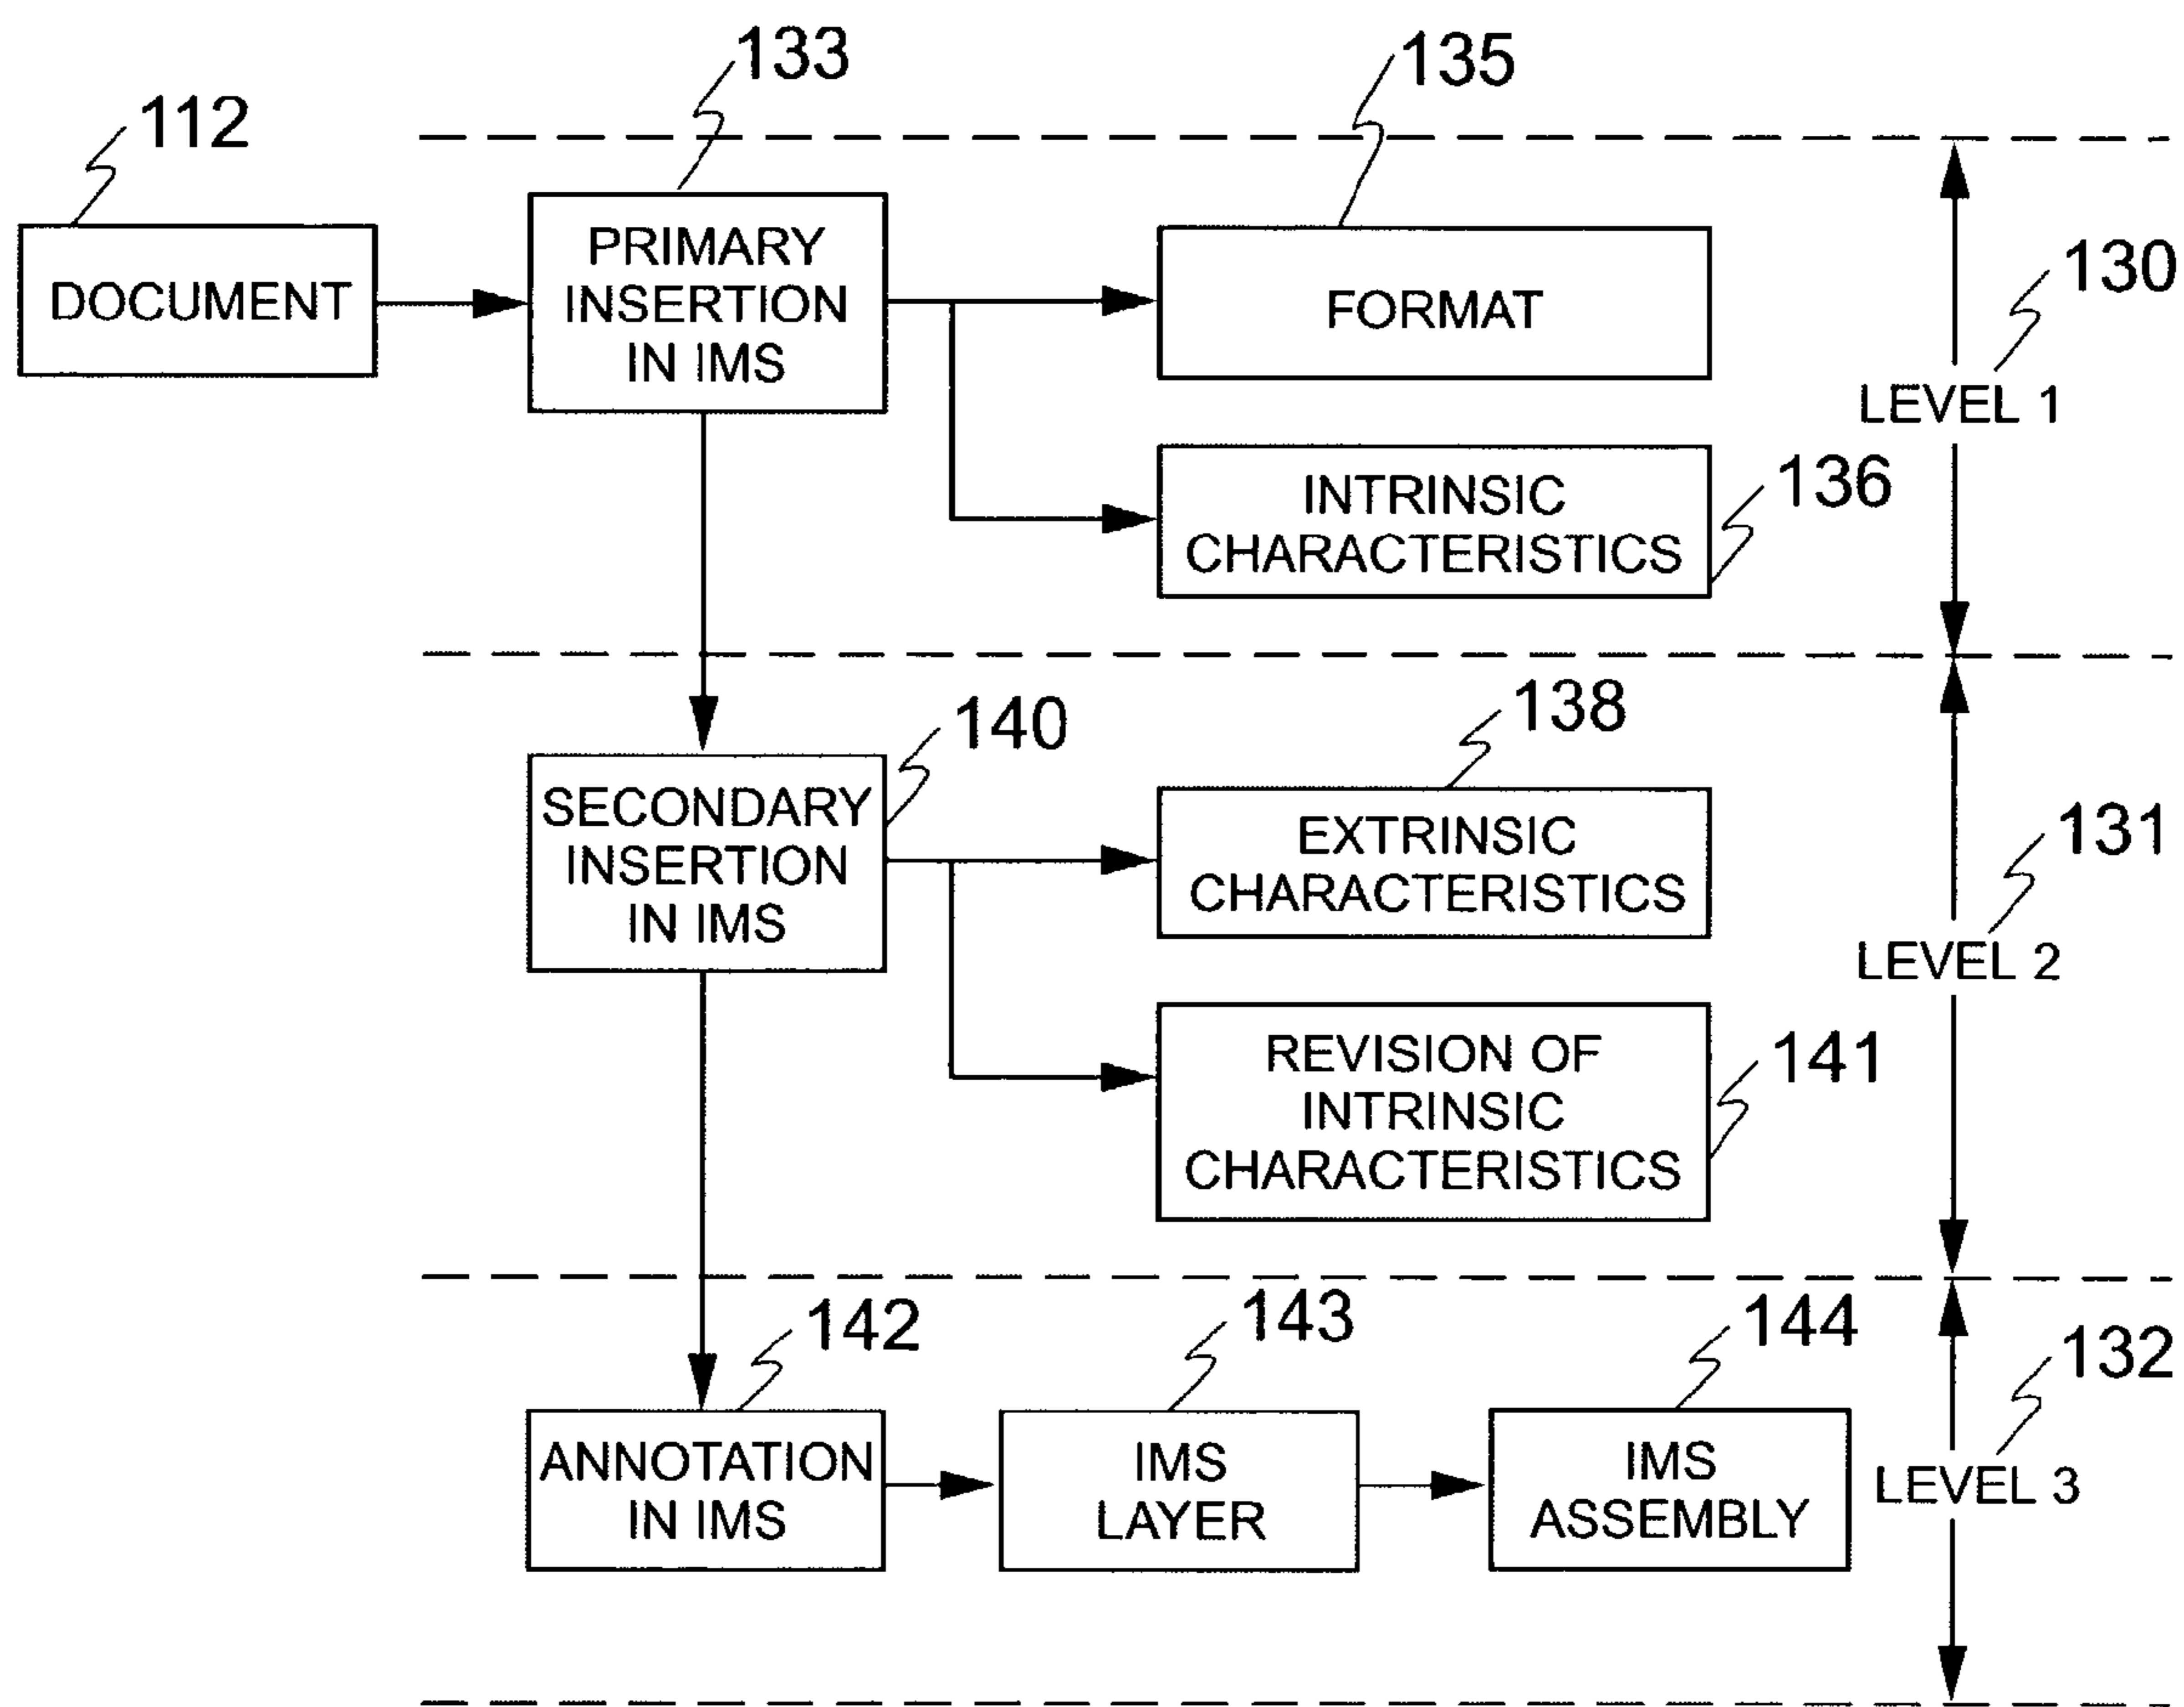 133
135
112
PRIMARY
INSERTION
IN IMS
DOCUMENT
FORMAT
130
LEVEL 1
INTRINSIC
CHARACTERISTICS
136
140
138
SECONDARY
INSERTION
IN IMS
EXTRINSIC
CHARACTERISTICS
131
LEVEL 2
REVISION OF
INTRINSIC
CHARACTERISTICS
141
142
143
144
132
ANNOTATION
IN IMS
IMS
LAYER
IMS
ASSEMBLY
LEVEL 3